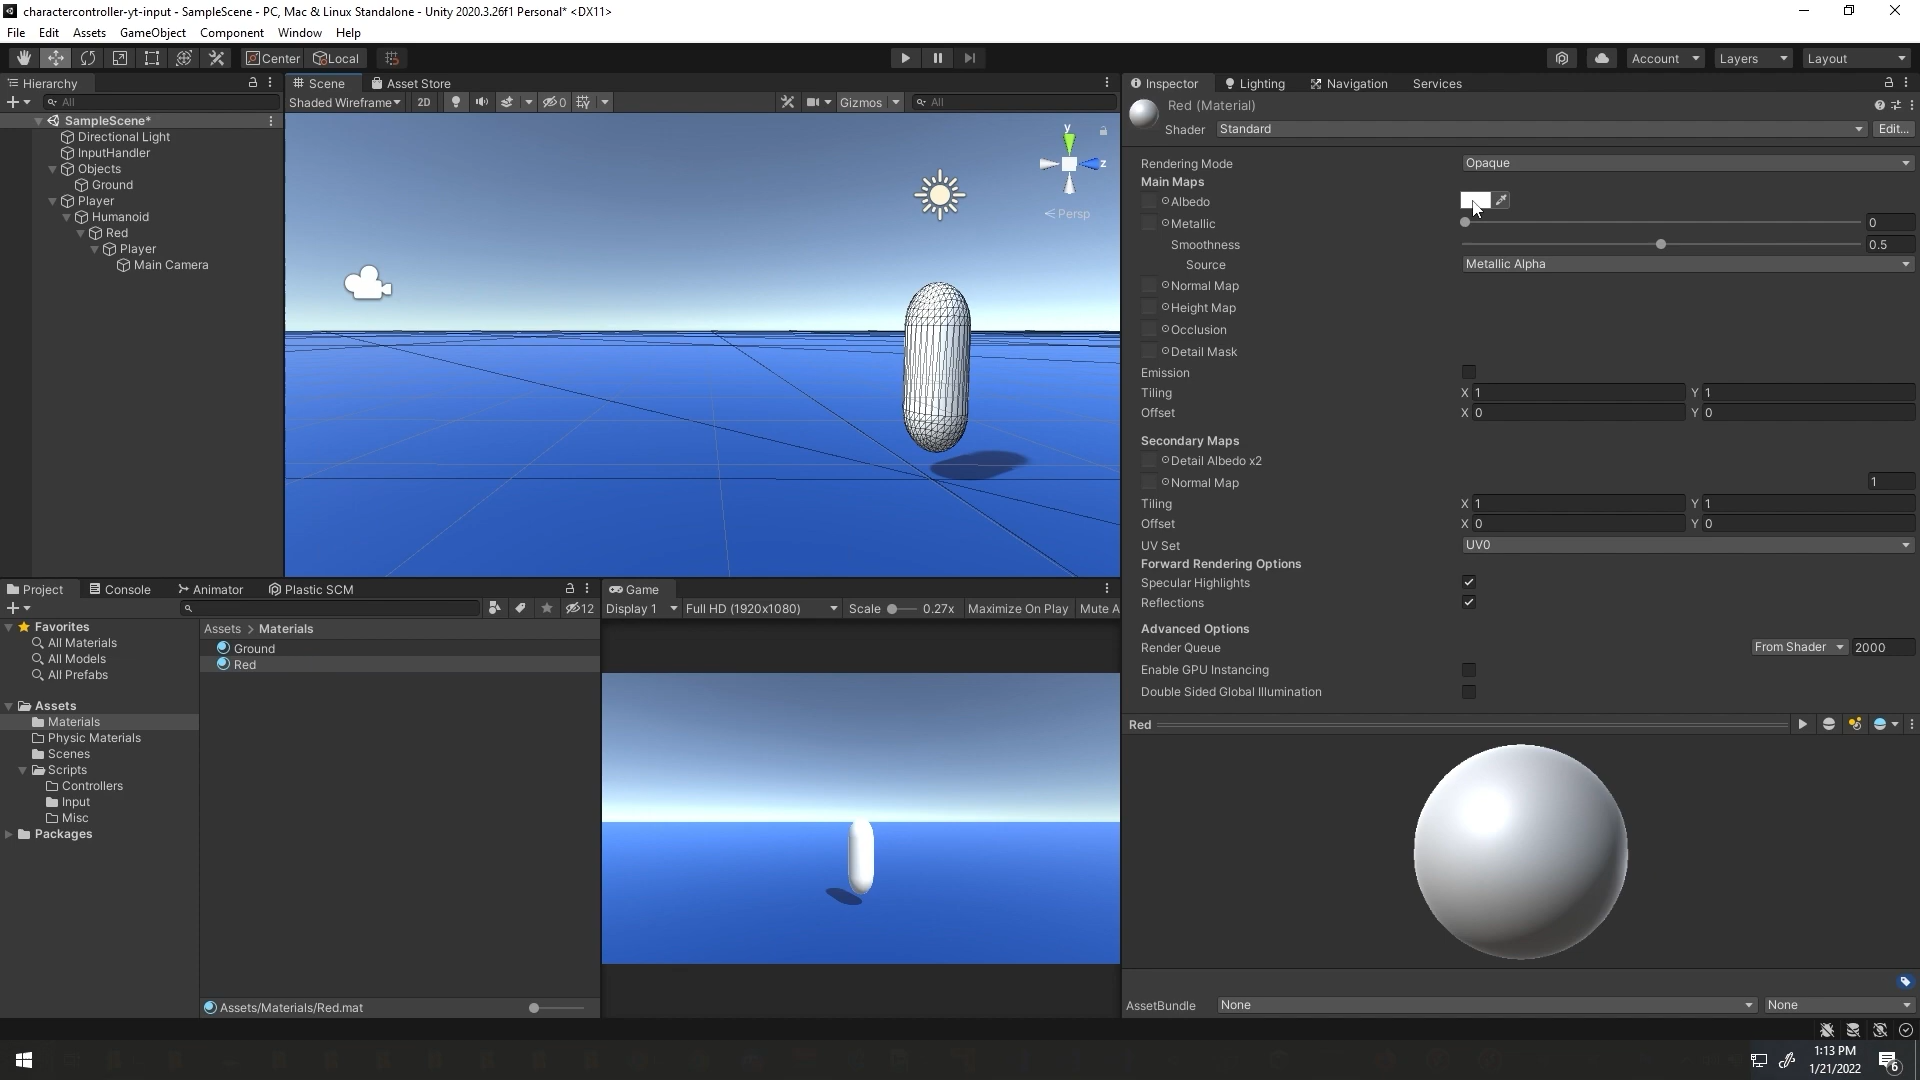 charactercontroller-yt-input - SampleScene - PC, Mac & Linux Standalone - Unity 2020.3.26f1 Personal* <DX11>
File Edit Assets GameObject Component Window Help
Center Local Account Layers Layout
Hierarchy
All
SampleScene*
Directional Light
InputHandler
Objects
Ground
Player
Humanoid
Red
Player
Main Camera
Scene Asset Store
Shaded Wireframe 2D 0 Gizmos All
y
z
Persp
Inspector Lighting Navigation Services
Red (Material)
Shader Standard Edit...
Rendering Mode Opaque
Main Maps
Albedo
Metallic 0
Smoothness 0.5
Source Metallic Alpha
Normal Map
Height Map
Occlusion
Detail Mask
Emission
Tiling X 1 Y 1
Offset X 0 Y 0
Secondary Maps
Detail Albedo x2
Normal Map 1
Tiling X 1 Y 1
Offset X 0 Y 0
UV Set UV0
Forward Rendering Options
Specular Highlights
Reflections
Advanced Options
Render Queue From Shader 2000
Enable GPU Instancing
Double Sided Global Illumination
Red
AssetBundle None None
Project Console Animator Plastic SCM
12
Favorites
All Materials
All Models
All Prefabs
Assets
Materials
Physic Materials
Scenes
Scripts
Controllers
Input
Misc
Packages
Assets > Materials
Ground
Red
Assets/Materials/Red.mat
Game
Display 1 Full HD (1920x1080) Scale 0.27x Maximize On Play Mute A
1:13 PM
1/21/2022
6